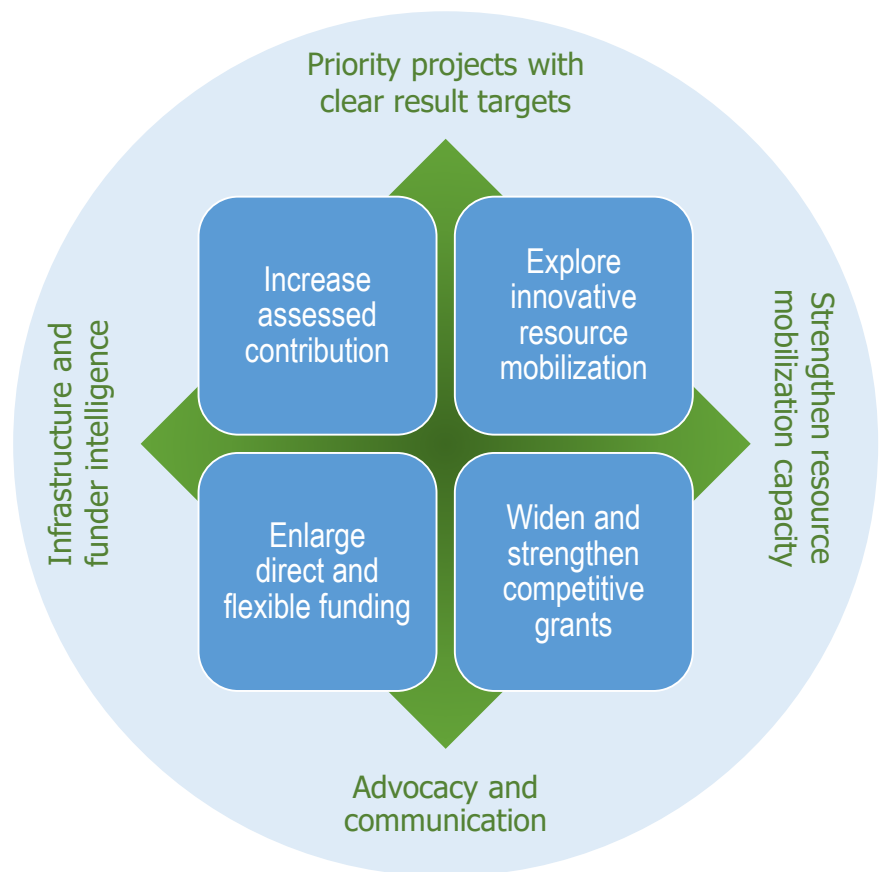 Priority projects with
clear result targets
Increase
assessed
contribution
Explore
innovative
resource
mobilization
Infrastructure and
funder intelligence
Strengthen resource
mobilization capacity
Enlarge
direct and
flexible funding
Widen and
strengthen
competitive
grants
Advocacy and
communication